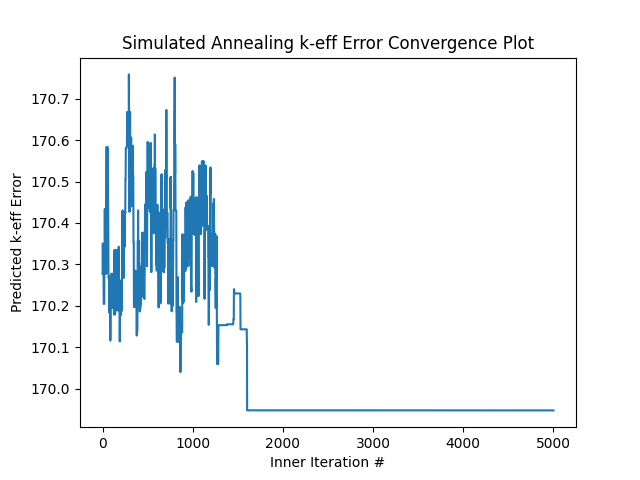 Simulated Annealing k-eff Error Convergence Plot
170.7
170.6
170.5
170.4
170.3
170.2
170.1
170.0
Predicted k-eff Error
0 1000 2000 3000 4000 5000
Inner Iteration #